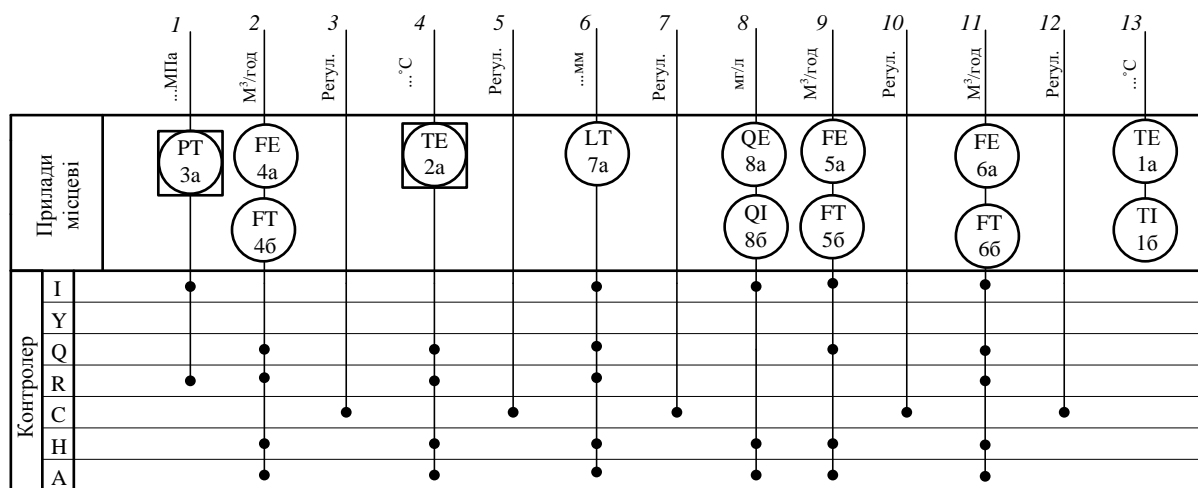 1 2 3 4 5 6 7 8 9 10 11 12 13
...МПа М³/год Регул. ...°С Регул. ...мм Регул. мг/л М³/год Регул. М³/год Регул. ...°С
Прилади
місцеві
PT
3а
FE
4а
FT
4б
TE
2а
LT
7а
QE
8а
QI
8б
FE
5а
FT
5б
FE
6а
FT
6б
TE
1а
TI
1б
Контролер
I
Y
Q
R
C
H
A